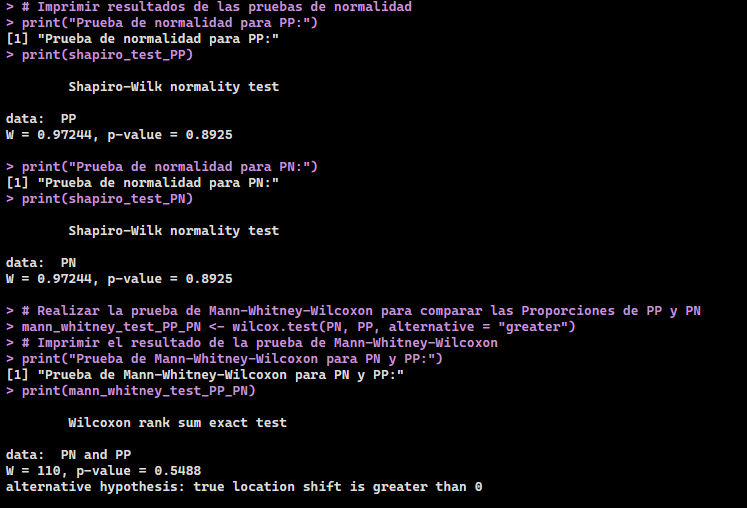 > # Imprimir resultados de las pruebas de normalidad
> print("Prueba de normalidad para PP:")
[1] "Prueba de normalidad para PP:"
> print(shapiro_test_PP)
Shapiro-Wilk normality test
data:  PP
W = 0.97244, p-value = 0.8925
> print("Prueba de normalidad para PN:")
[1] "Prueba de normalidad para PN:"
> print(shapiro_test_PN)
Shapiro-Wilk normality test
data:  PN
W = 0.97244, p-value = 0.8925
> # Realizar la prueba de Mann-Whitney-Wilcoxon para comparar las Proporciones de PP y PN
> mann_whitney_test_PP_PN <- wilcox.test(PN, PP, alternative = "greater")
> # Imprimir el resultado de la prueba de Mann-Whitney-Wilcoxon
> print("Prueba de Mann-Whitney-Wilcoxon para PN y PP:")
[1] "Prueba de Mann-Whitney-Wilcoxon para PN y PP:"
> print(mann_whitney_test_PP_PN)
Wilcoxon rank sum exact test
data:  PN and PP
W = 110, p-value = 0.5488
alternative hypothesis: true location shift is greater than 0